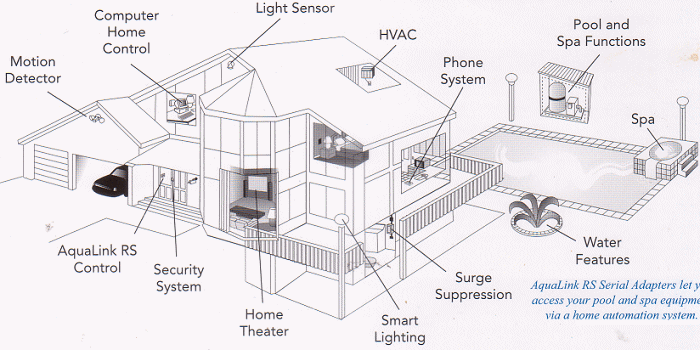 Light Sensor
Computer
Home
Control
HVAC
Pool and
Spa Functions
Motion
Detector
Phone
System
Spa
AquaLink RS
Control
Security
System
Home
Theater
Smart
Lighting
Surge
Suppression
Water
Features
AquaLink RS Serial Adapters let
access your pool and spa
via a home automation system.